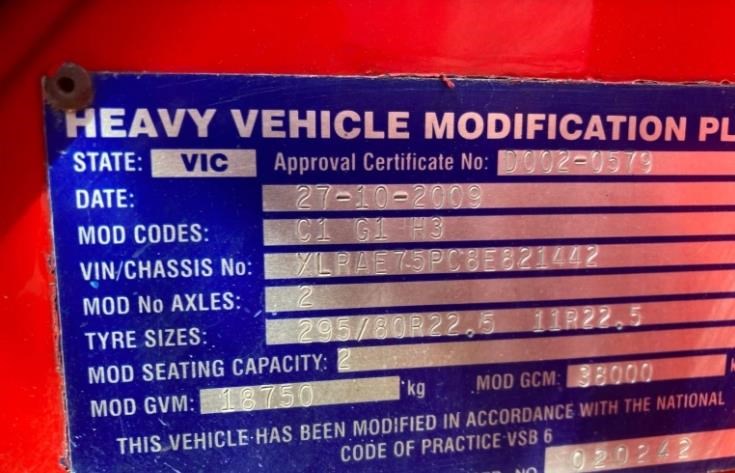 HEAVY VEHICLE MODIFICATION PL
STATE: VIC Approval Certificate No: D002-0579
DATE: 27-10-2009
MOD CODES: C1 G1 H3
VIN/CHASSIS No: XLRAE75PC8E821442
MOD No AXLES: 2
TYRE SIZES: 295/80R22.5 11R22.5
MOD SEATING CAPACITY: 2
MOD GVM: 18750 kg MOD GCM: 38000 k
THIS VEHICLE HAS BEEN MODIFIED IN ACCORDANCE WITH THE NATIONAL
CODE OF PRACTICE VSB 6
NO 020242